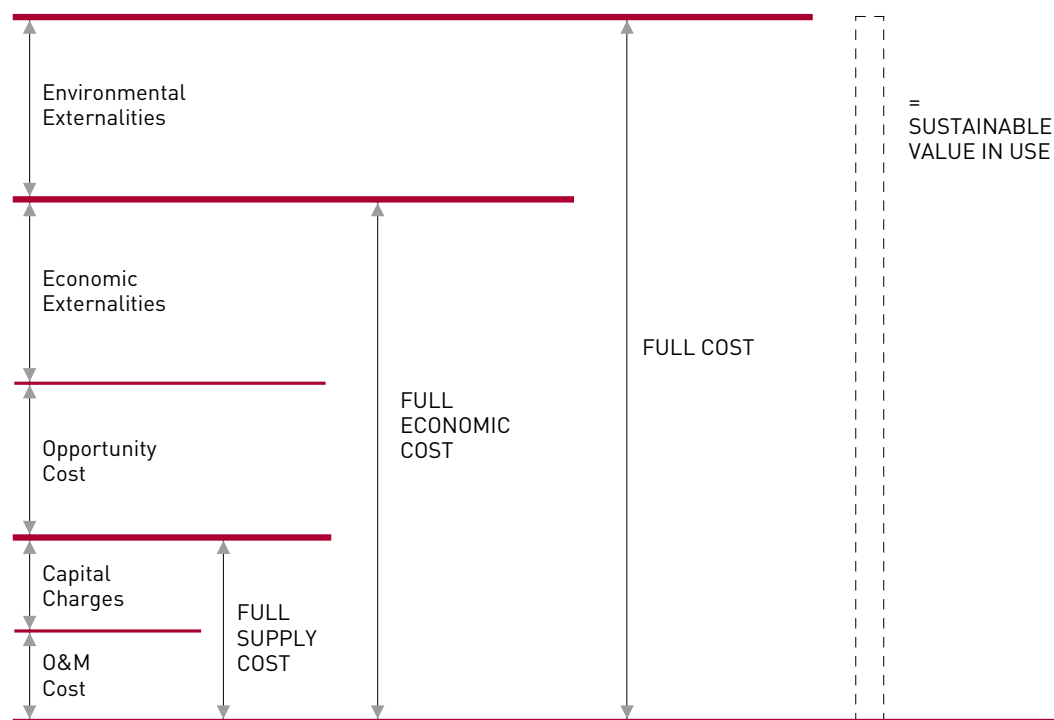 Environmental
Externalities
=
SUSTAINABLE
VALUE IN USE
Economic
Externalities
FULL COST
FULL
ECONOMIC
COST
Opportunity
Cost
Capital
Charges
FULL
SUPPLY
COST
O&M
Cost